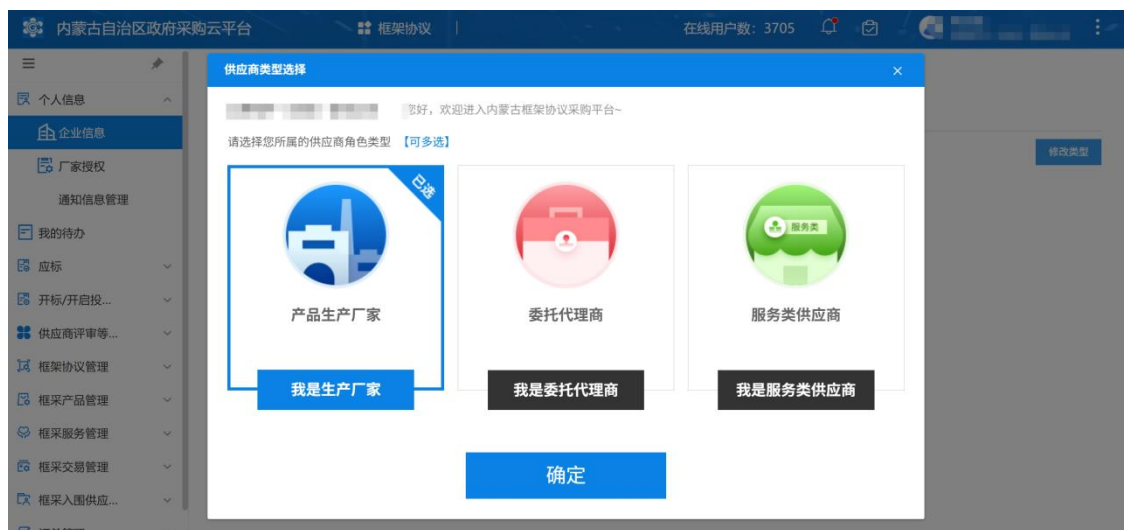 内蒙古自治区政府采购云平台
框架协议
在线用户数：3705
供应商类型选择
您好，欢迎进入内蒙古框架协议采购平台~
请选择您所属的供应商角色类型 【可多选】
个人信息
企业信息
厂家授权
通知信息管理
我的待办
应标
开标/开启投...
供应商评审等...
框架协议管理
框采产品管理
框采服务管理
框采交易管理
框采入围供应...
修改类型
已选
产品生产厂家
我是生产厂家
委托代理商
我是委托代理商
服务类
服务类供应商
我是服务类供应商
确定